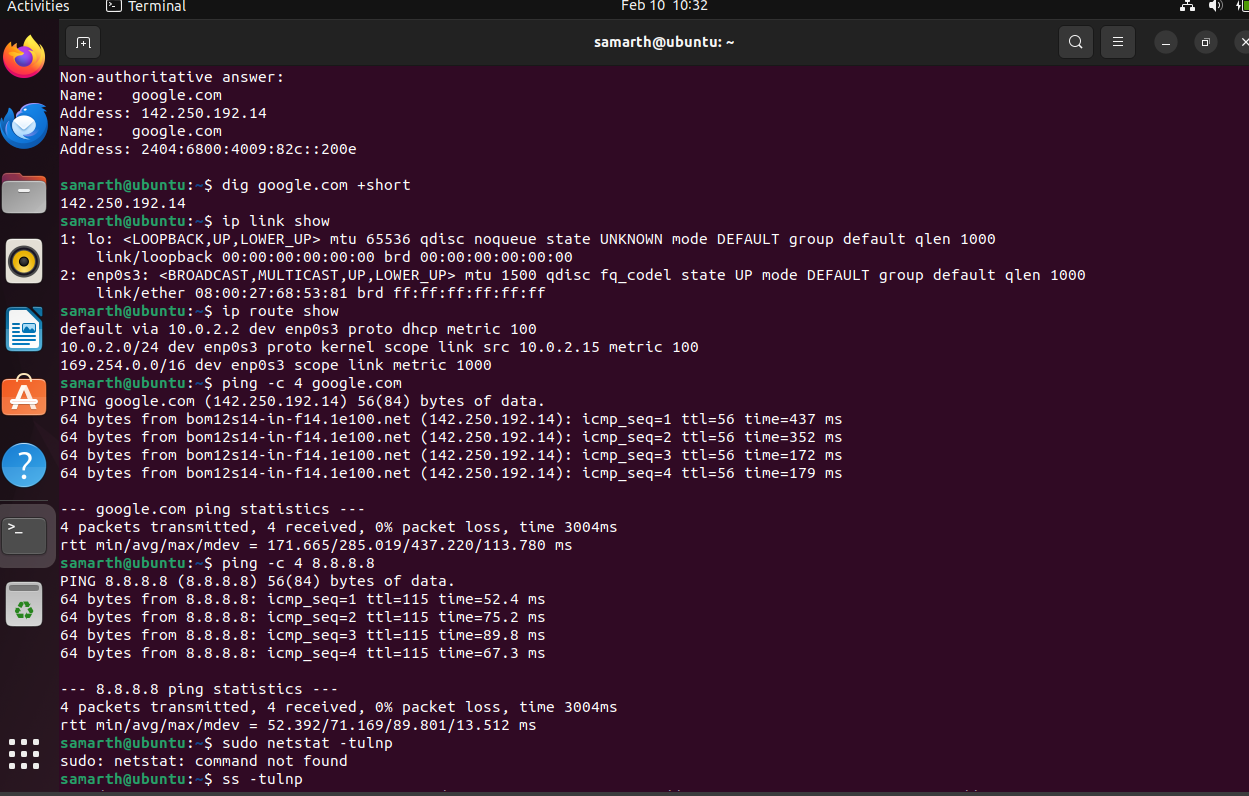 Activities
Terminal
Feb 10 10:32
samarth@ubuntu: ~
Non-authoritative answer:
Name:   google.com
Address: 142.250.192.14
Name:   google.com
Address: 2404:6800:4009:82c::200e
samarth@ubuntu:~$ dig google.com +short
142.250.192.14
samarth@ubuntu:~$ ip link show
1: lo: <LOOPBACK,UP,LOWER_UP> mtu 65536 qdisc noqueue state UNKNOWN mode DEFAULT group default qlen 1000
    link/loopback 00:00:00:00:00:00 brd 00:00:00:00:00:00
2: enp0s3: <BROADCAST,MULTICAST,UP,LOWER_UP> mtu 1500 qdisc fq_codel state UP mode DEFAULT group default qlen 1000
    link/ether 08:00:27:68:53:81 brd ff:ff:ff:ff:ff:ff
samarth@ubuntu:~$ ip route show
default via 10.0.2.2 dev enp0s3 proto dhcp metric 100
10.0.2.0/24 dev enp0s3 proto kernel scope link src 10.0.2.15 metric 100
169.254.0.0/16 dev enp0s3 scope link metric 1000
samarth@ubuntu:~$ ping -c 4 google.com
PING google.com (142.250.192.14) 56(84) bytes of data.
64 bytes from bom12s14-in-f14.1e100.net (142.250.192.14): icmp_seq=1 ttl=56 time=437 ms
64 bytes from bom12s14-in-f14.1e100.net (142.250.192.14): icmp_seq=2 ttl=56 time=352 ms
64 bytes from bom12s14-in-f14.1e100.net (142.250.192.14): icmp_seq=3 ttl=56 time=172 ms
64 bytes from bom12s14-in-f14.1e100.net (142.250.192.14): icmp_seq=4 ttl=56 time=179 ms
--- google.com ping statistics ---
4 packets transmitted, 4 received, 0% packet loss, time 3004ms
rtt min/avg/max/mdev = 171.665/285.019/437.220/113.780 ms
samarth@ubuntu:~$ ping -c 4 8.8.8.8
PING 8.8.8.8 (8.8.8.8) 56(84) bytes of data.
64 bytes from 8.8.8.8: icmp_seq=1 ttl=115 time=52.4 ms
64 bytes from 8.8.8.8: icmp_seq=2 ttl=115 time=75.2 ms
64 bytes from 8.8.8.8: icmp_seq=3 ttl=115 time=89.8 ms
64 bytes from 8.8.8.8: icmp_seq=4 ttl=115 time=67.3 ms
--- 8.8.8.8 ping statistics ---
4 packets transmitted, 4 received, 0% packet loss, time 3004ms
rtt min/avg/max/mdev = 52.392/71.169/89.801/13.512 ms
samarth@ubuntu:~$ sudo netstat -tulnp
sudo: netstat: command not found
samarth@ubuntu:~$ ss -tulnp